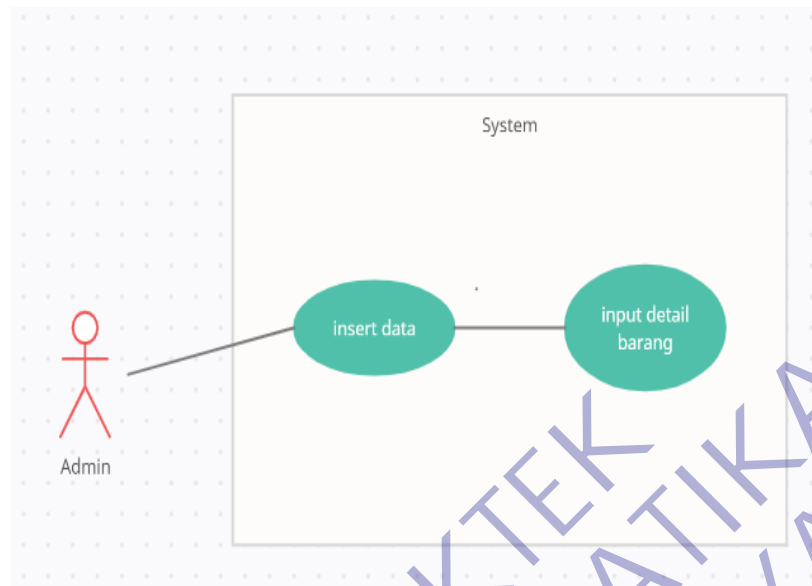 System
insert data
input detail
barang
Admin